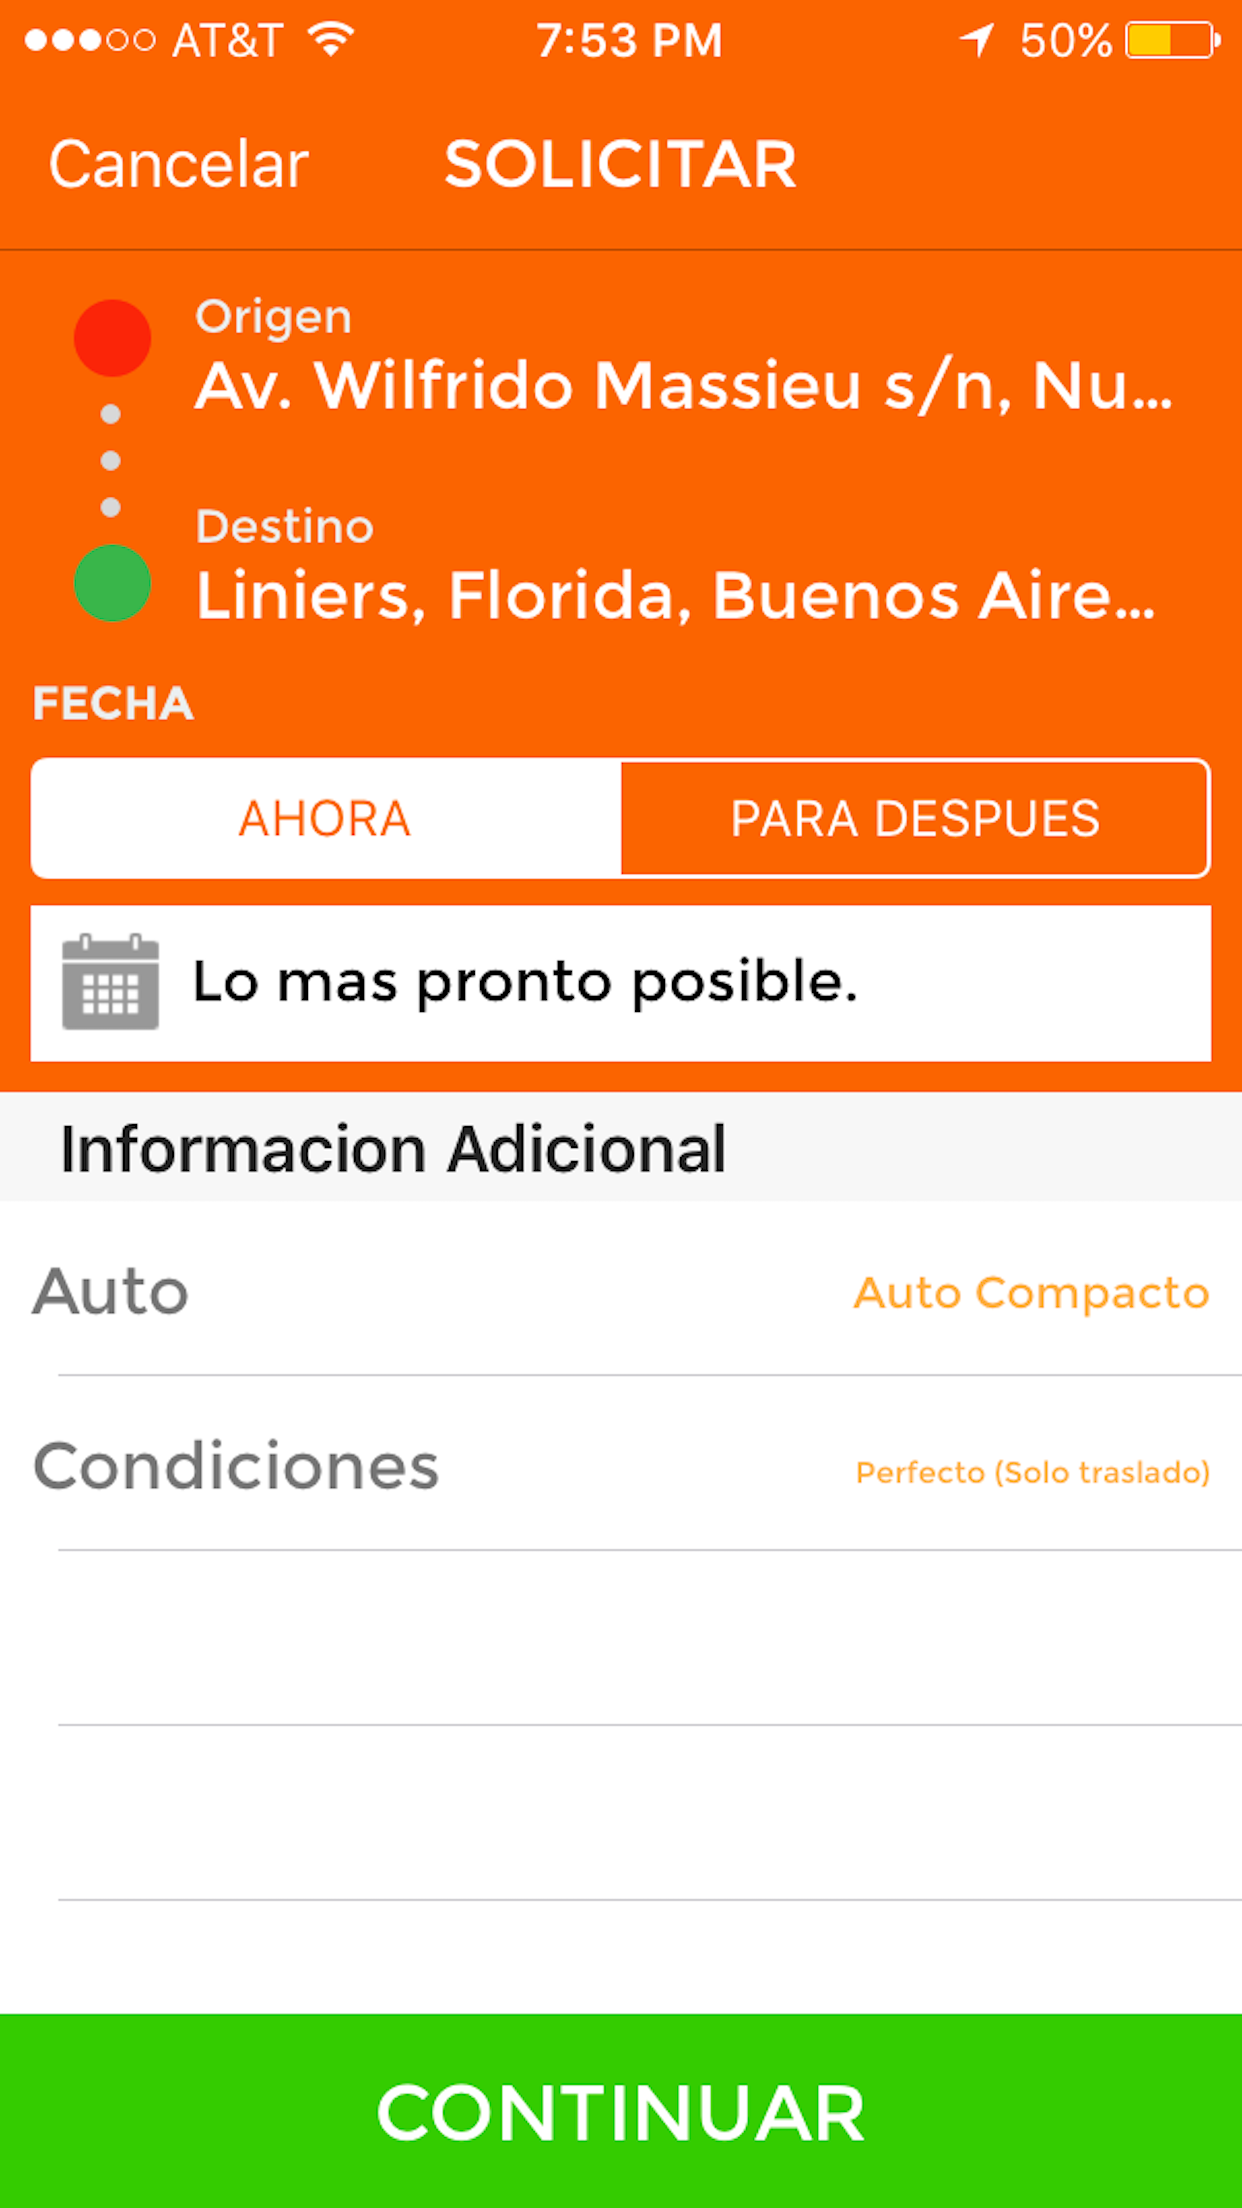 AT&T 7:53 PM 50%
Cancelar SOLICITAR
Origen
Av. Wilfrido Massieu s/n, Nu...
Destino
Liniers, Florida, Buenos Aire...
FECHA
AHORA PARA DESPUES
Lo mas pronto posible.
Informacion Adicional
Auto Auto Compacto
Condiciones Perfecto (Solo traslado)
CONTINUAR